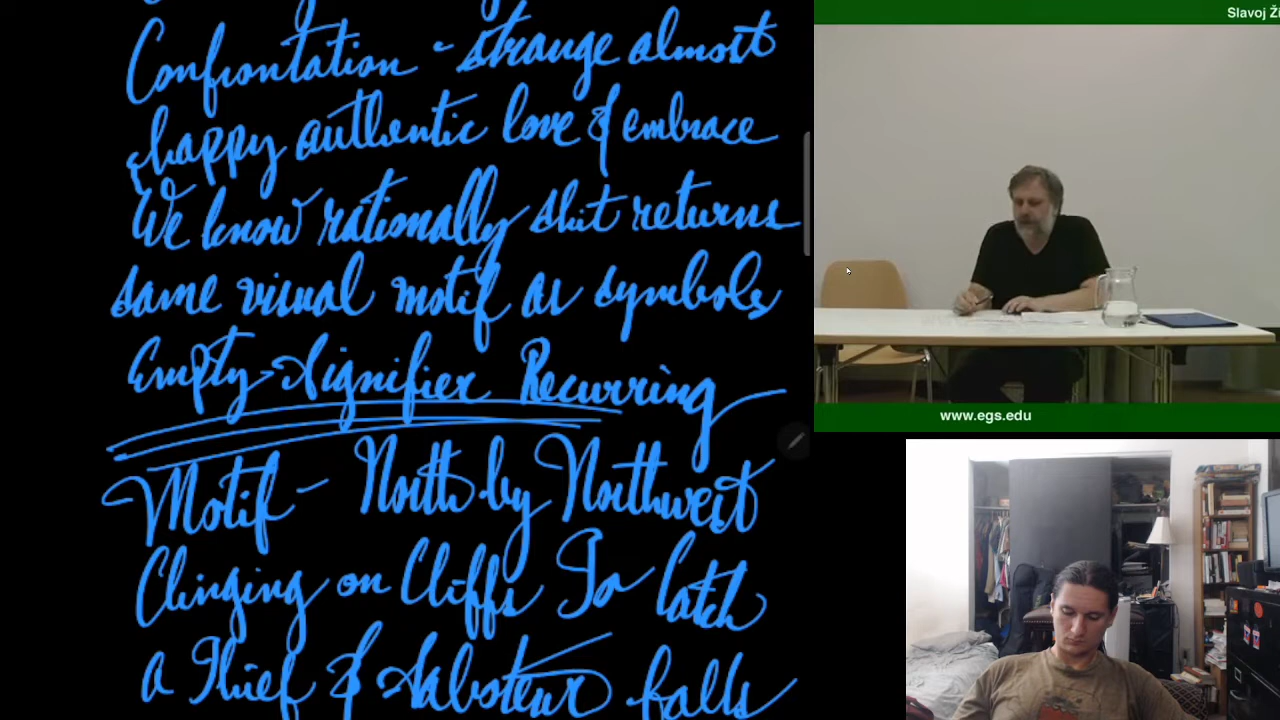 Confrontation - strange almost
happy authentic love & embrace
We know rationally shit returns
same visual motif as symbols
Empty-Signifier Recurring
Motif - North by Northwest
Clinging on Cliffs To Catch
a Thief & Saboteur falls
Slavoj Ži
www.egs.edu